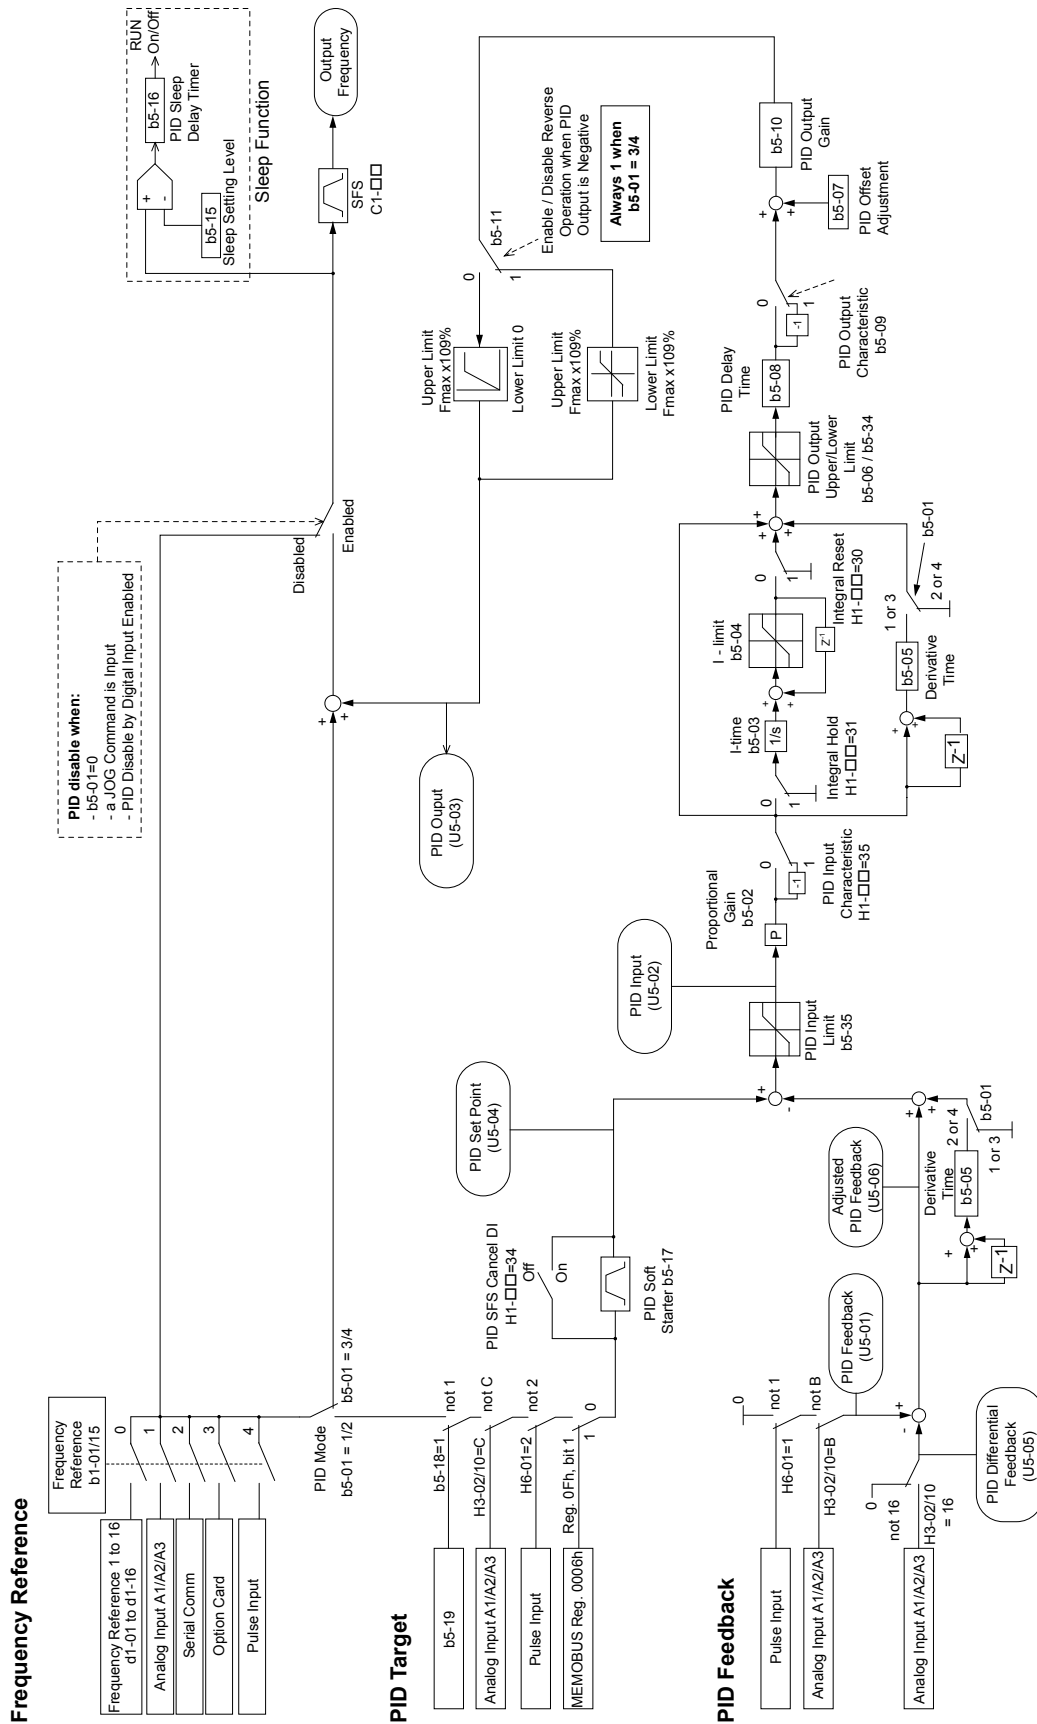 Frequency Reference
Frequency
Reference
b1-01/15
Frequency Reference 1 to 16
d1-01 to d1-16
Analog Input A1/A2/A3
Serial Comm
Option Card
Pulse Input
0
1
2
3
4
PID Mode
b5-01 = 1/2
b5-01 = 3/4
PID disable when:
- b5-01=0
- a JOG Command is Input
- PID Disable by Digital Input Enabled
Disabled
Enabled
+
+
RUN
On/Off
b5-16
PID Sleep
Delay Timer
+
-
b5-15
Sleep Setting Level
Sleep Function
SFS
C1-□□
Output
Frequency
PID Ouput
(U5-03)
Upper Limit
Fmax x109%
Lower Limit 0
Upper Limit
Fmax x109%
Lower Limit
Fmax x109%
0
1
b5-11
Enable / Disable Reverse
Operation when PID
Output is Negative
Always 1 when
b5-01 = 3/4
PID Target
b5-19
Analog Input A1/A2/A3
Pulse Input
MEMOBUS Reg. 0006h
b5-18=1
not 1
H3-02/10=C
not C
H6-01=2
not 2
Reg. 0Fh, bit 1
1
0
PID SFS Cancel DI
H1-□□=34
Off
On
PID Soft
Starter b5-17
PID Set Point
(U5-04)
PID Input
(U5-02)
+
-
PID Input
Limit
b5-35
Proportional
Gain
b5-02
P
0
-1
1
PID Input
Characteristic
H1-□□=35
0
1
Integral Hold
H1-□□=31
I-time
b5-03
1/s
+
+
I - limit
b5-04
Z-1
0
1
Integral Reset
H1-□□=30
+
+
+
Z-1
+
+
b5-05
Derivative
Time
1 or 3
2 or 4
b5-01
PID Output
Upper/Lower
Limit
b5-06 / b5-34
PID Delay
Time
b5-08
0
-1
1
PID Output
Characteristic
b5-09
+
+
b5-07
PID Offset
Adjustment
b5-10
PID Output
Gain
PID Feedback
Pulse Input
Analog Input A1/A2/A3
Analog Input A1/A2/A3
H6-01=1
not 1
0
H3-02/10=B
not B
0
not 16
H3-02/10
= 16
PID Feedback
(U5-01)
-
+
PID Differential
Feedback
(U5-05)
Adjusted
PID Feedback
(U5-06)
Z-1
+
+
Derivative
Time
b5-05
2 or 4
1 or 3
b5-01
+
+